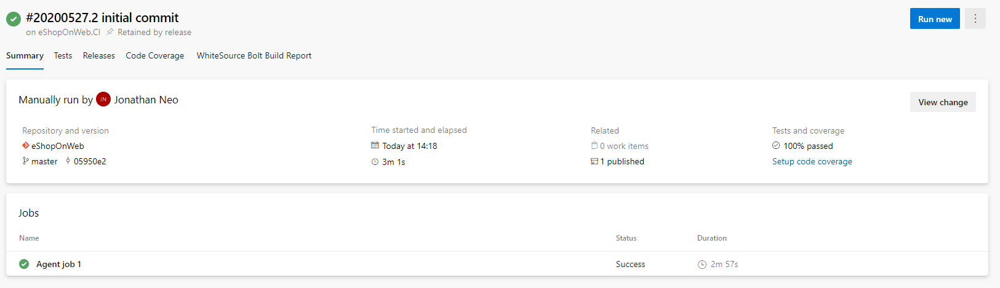 #20200527.2 initial commit
on eShopOnWeb.CI Retained by release
Run new
Summary Tests Releases Code Coverage WhiteSource Bolt Build Report
Manually run by JN Jonathan Neo
View change
Repository and version
eShopOnWeb
master 05950e2
Time started and elapsed
Today at 14:18
3m 1s
Related
0 work items
1 published
Tests and coverage
100% passed
Setup code coverage
Jobs
Name Status Duration
Agent job 1 Success 2m 57s